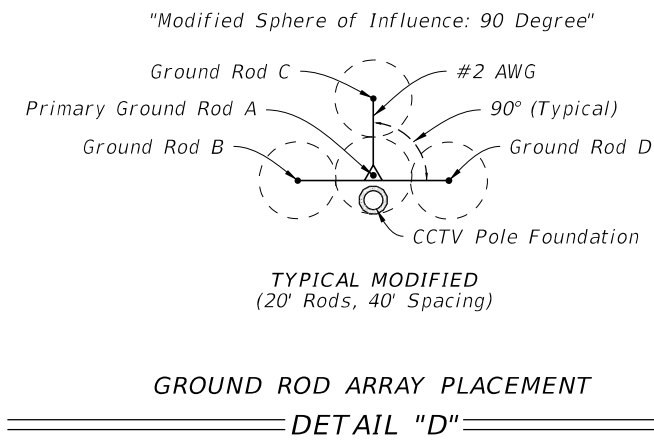 "Modified Sphere of Influence: 90 Degree"
Ground Rod C
#2 AWG
Primary Ground Rod A
90° (Typical)
Ground Rod B
Ground Rod D
CCTV Pole Foundation
TYPICAL MODIFIED
(20' Rods, 40' Spacing)
GROUND ROD ARRAY PLACEMENT
DETAIL "D"